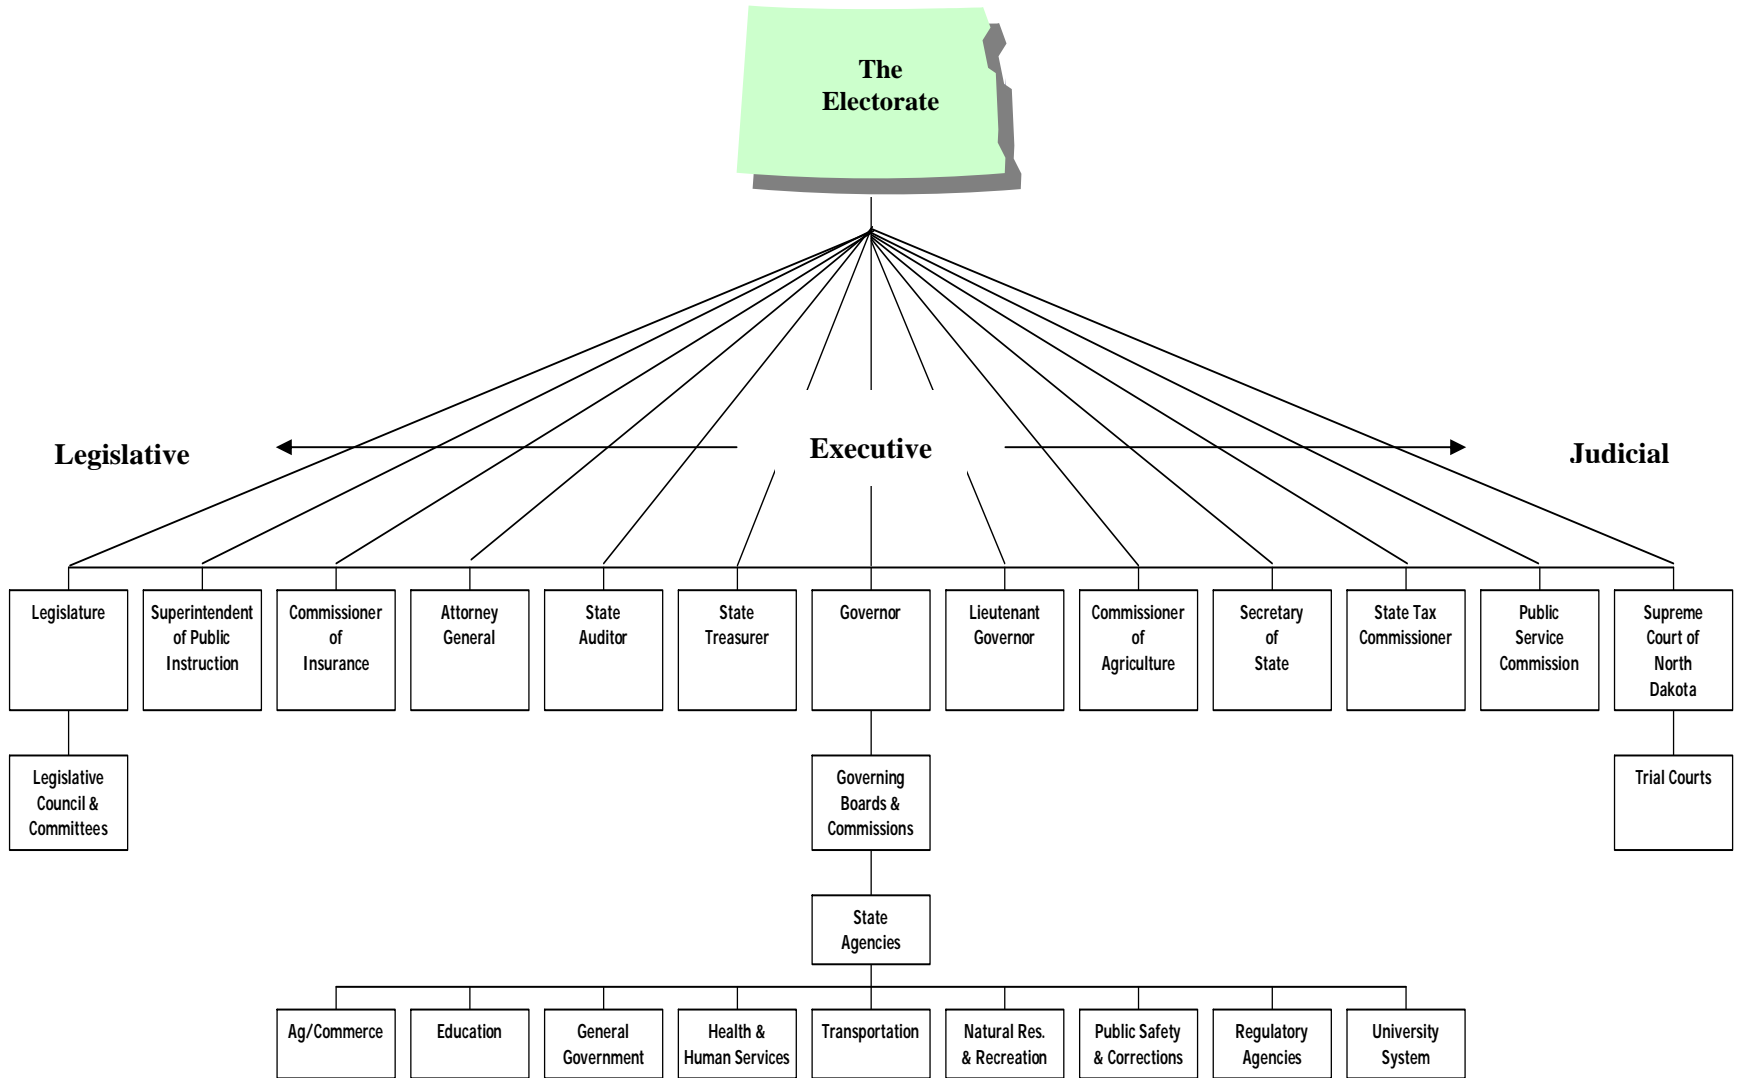 The
Electorate
Legislative
Executive
Judicial
Legislature
Superintendent
of Public
Instruction
Commissioner
of
Insurance
Attorney
General
State
Auditor
State
Treasurer
Governor
Lieutenant
Governor
Commissioner
of
Agriculture
Secretary
of
State
State Tax
Commissioner
Public
Service
Commission
Supreme
Court of
North
Dakota
Legislative
Council &
Committees
Governing
Boards &
Commissions
Trial Courts
State
Agencies
Ag/Commerce
Education
General
Government
Health &
Human Services
Transportation
Natural Res.
& Recreation
Public Safety
& Corrections
Regulatory
Agencies
University
System